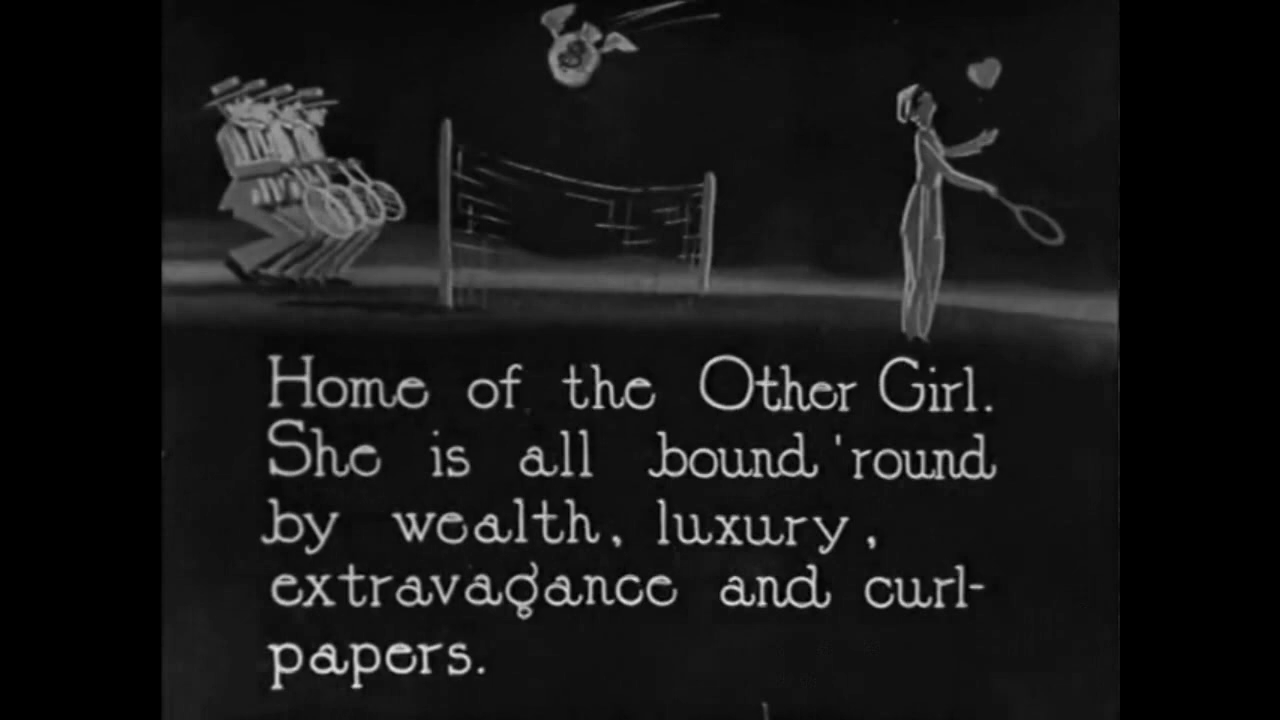 $
Home of the Other Girl.
She is all bound 'round
by wealth, luxury,
extravagance and curl-
papers.